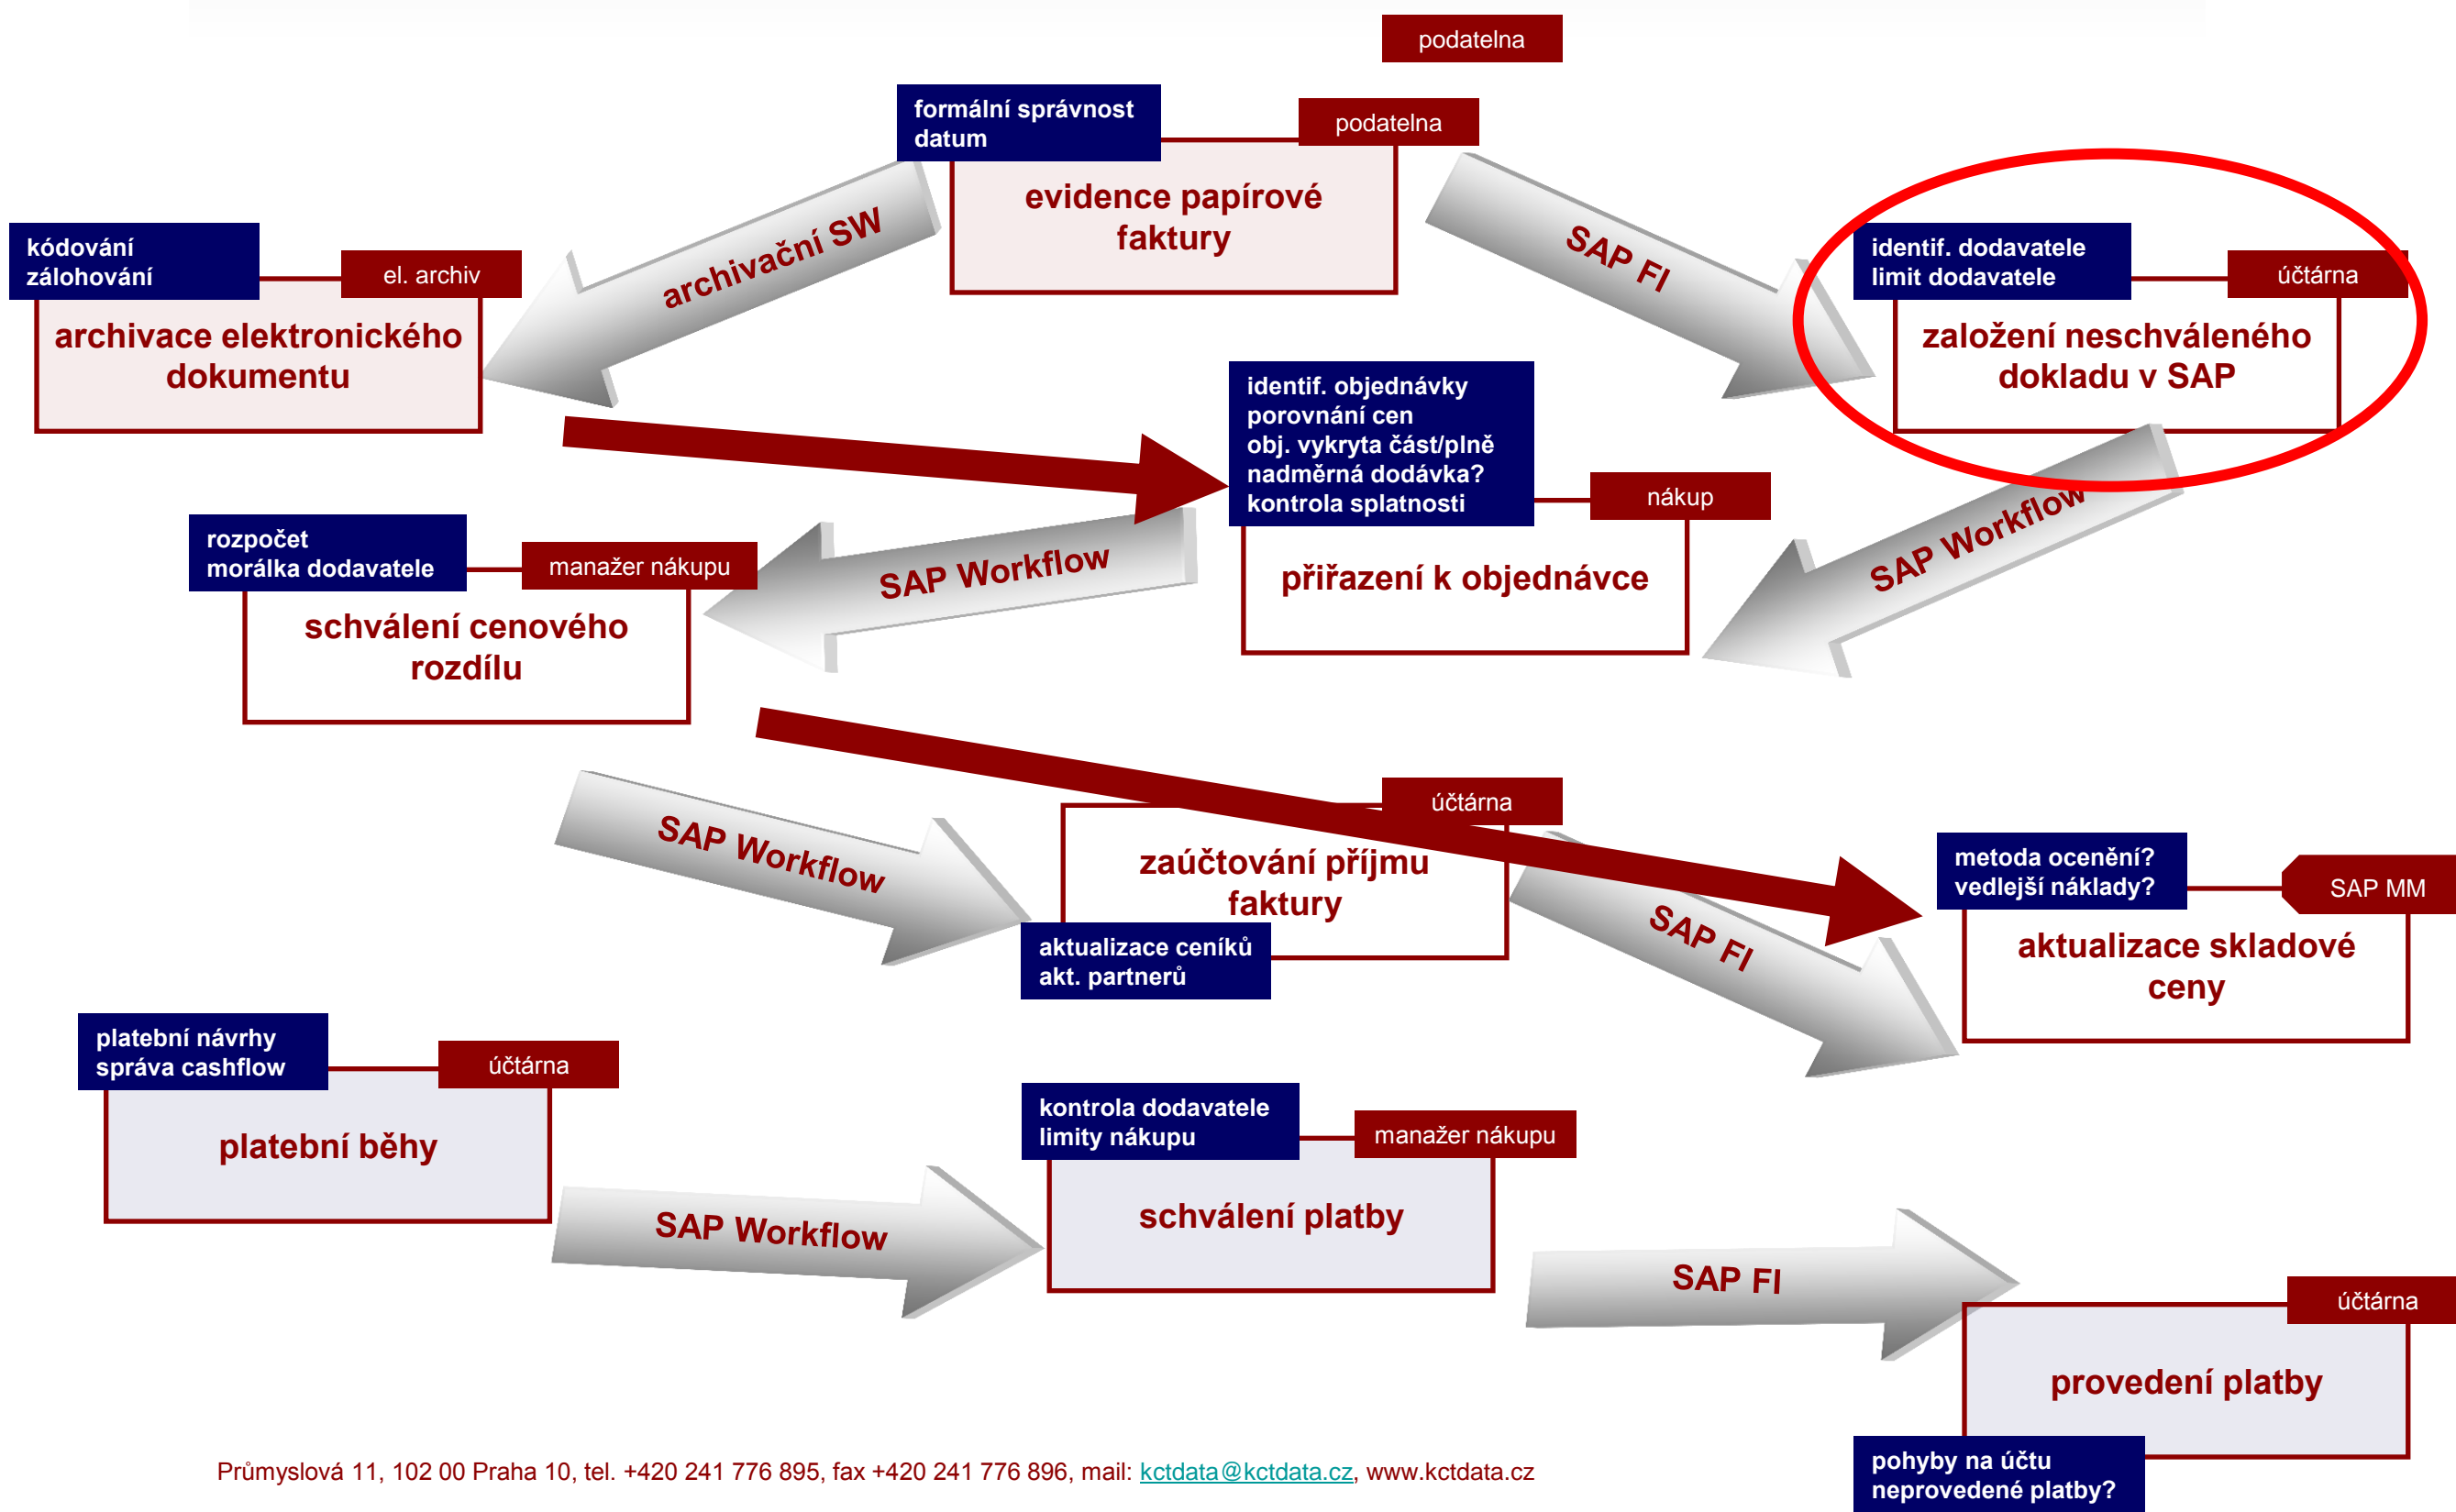 podatelna
formální správnost
datum
podatelna
evidence papírové
faktury
archivační SW
SAP FI
kódování
zálohování
el. archiv
archivace elektronického
dokumentu
identif. dodavatele
limit dodavatele
účtárna
založení neschváleného
dokladu v SAP
identif. objednávky
porovnání cen
obj. vykryta část/plně
nadměrná dodávka?
kontrola splatnosti
nákup
přiřazení k objednávce
SAP Workflow
SAP Workflow
rozpočet
morálka dodavatele
manažer nákupu
schválení cenového
rozdílu
SAP Workflow
účtárna
zaúčtování příjmu
faktury
aktualizace ceníků
akt. partnerů
SAP FI
metoda ocenění?
vedlejší náklady?
SAP MM
aktualizace skladové
ceny
platební návrhy
správa cashflow
účtárna
platební běhy
SAP Workflow
kontrola dodavatele
limity nákupu
manažer nákupu
schválení platby
SAP FI
účtárna
provedení platby
pohyby na účtu
neprovedené platby?
Průmyslová 11, 102 00 Praha 10, tel. +420 241 776 895, fax +420 241 776 896, mail: kctdata@kctdata.cz, www.kctdata.cz